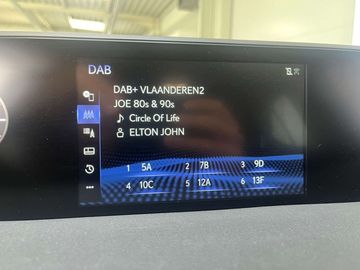 DAB
DAB+ VLAANDEREN2
JOE 80s & 90s
Circle Of Life
ELTON JOHN
1 5A 2 7B 3 9D
4 10C 5 12A 6 13F